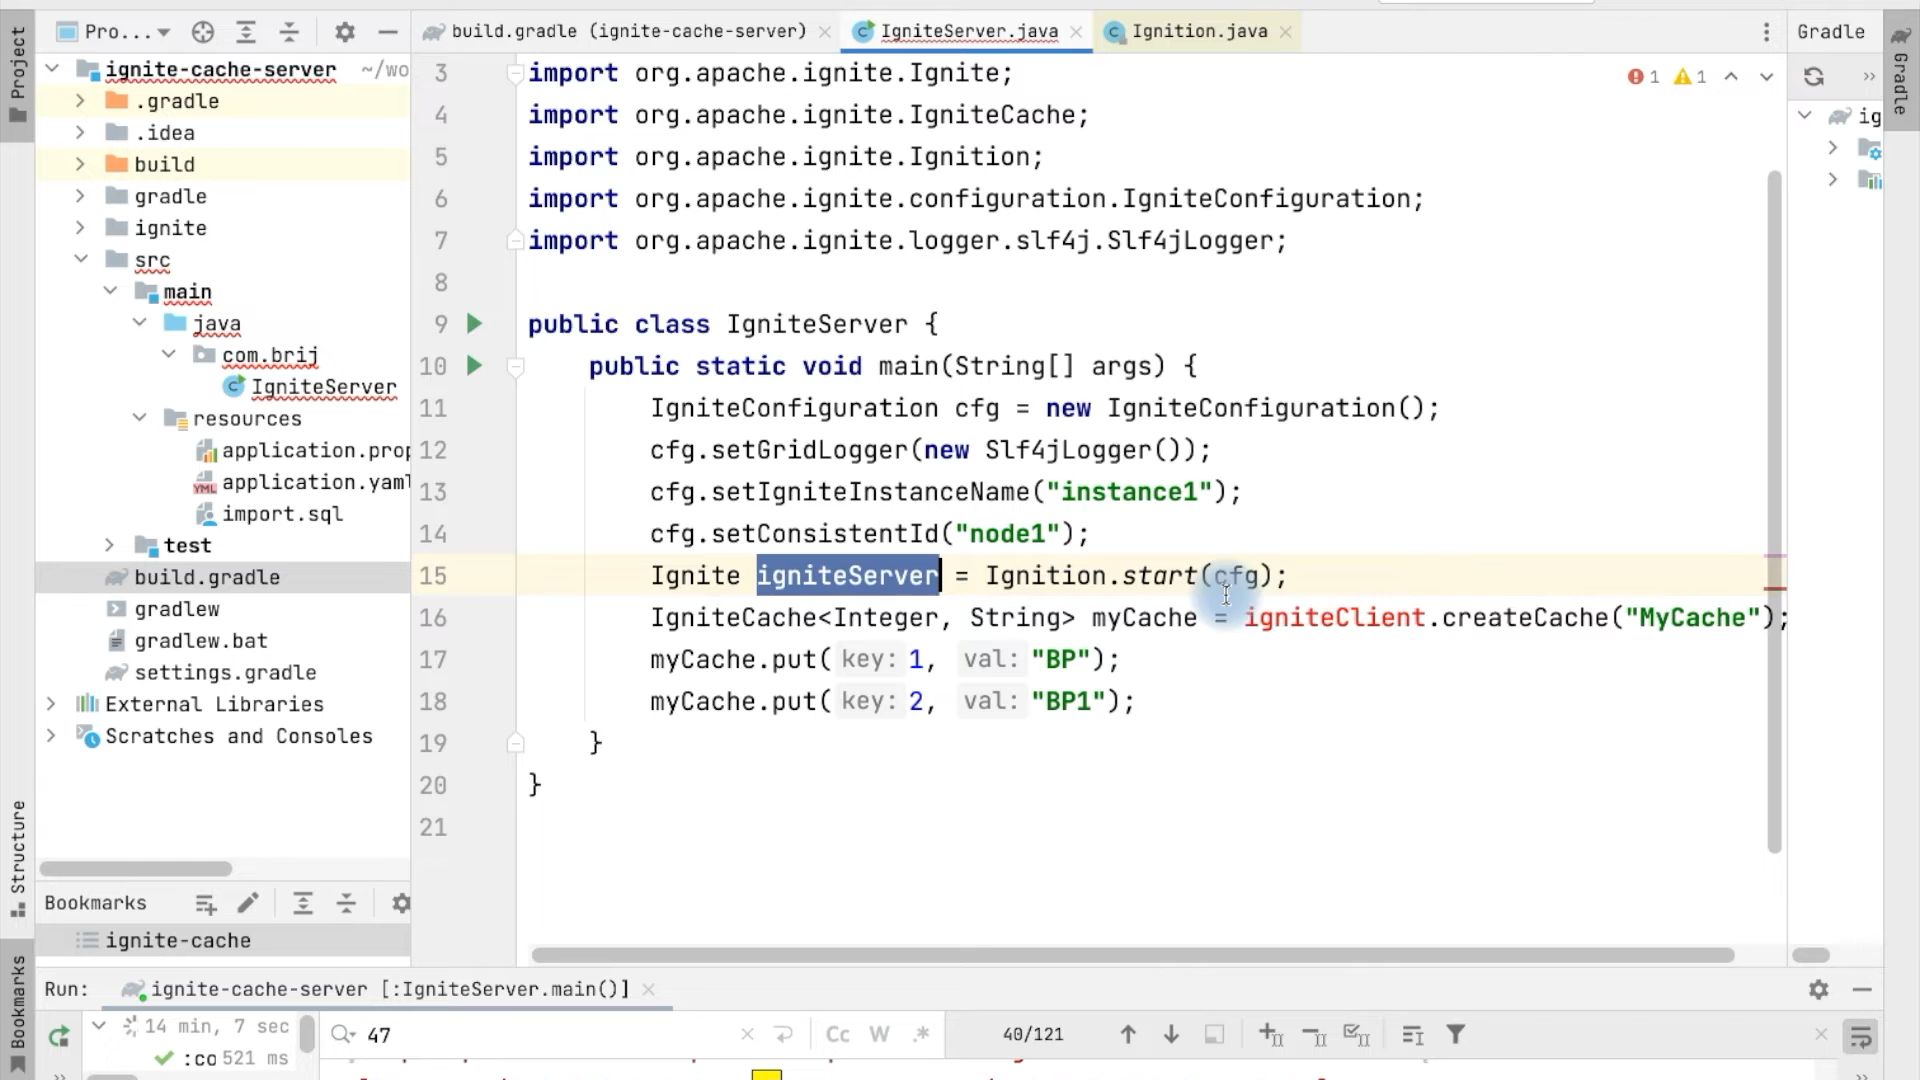 Project
Pro...
build.gradle (ignite-cache-server)
IgniteServer.java
Ignition.java
Gradle
Gradle
ignite-cache-server ~/wo
.gradle
.idea
build
gradle
ignite
src
main
java
com.brij
IgniteServer
resources
application.prop
application.yaml
import.sql
test
build.gradle
gradlew
gradlew.bat
settings.gradle
External Libraries
Scratches and Consoles
Structure
Bookmarks
ignite-cache
Bookmarks
3 import org.apache.ignite.Ignite;
1 1
4 import org.apache.ignite.IgniteCache;
ig
5 import org.apache.ignite.Ignition;
6 import org.apache.ignite.configuration.IgniteConfiguration;
7 import org.apache.ignite.logger.slf4j.Slf4jLogger;
8
9 public class IgniteServer {
10 public static void main(String[] args) {
11 IgniteConfiguration cfg = new IgniteConfiguration();
12 cfg.setGridLogger(new Slf4jLogger());
13 cfg.setIgniteInstanceName("instance1");
14 cfg.setConsistentId("node1");
15 Ignite igniteServer = Ignition.start(cfg);
16 IgniteCache<Integer, String> myCache = igniteClient.createCache("MyCache");
17 myCache.put( key: 1, val: "BP");
18 myCache.put( key: 2, val: "BP1");
19 }
20 }
21
Run: ignite-cache-server [:IgniteServer.main()]
14 min, 7 sec
:co 521 ms
47
Cc W .*
40/121